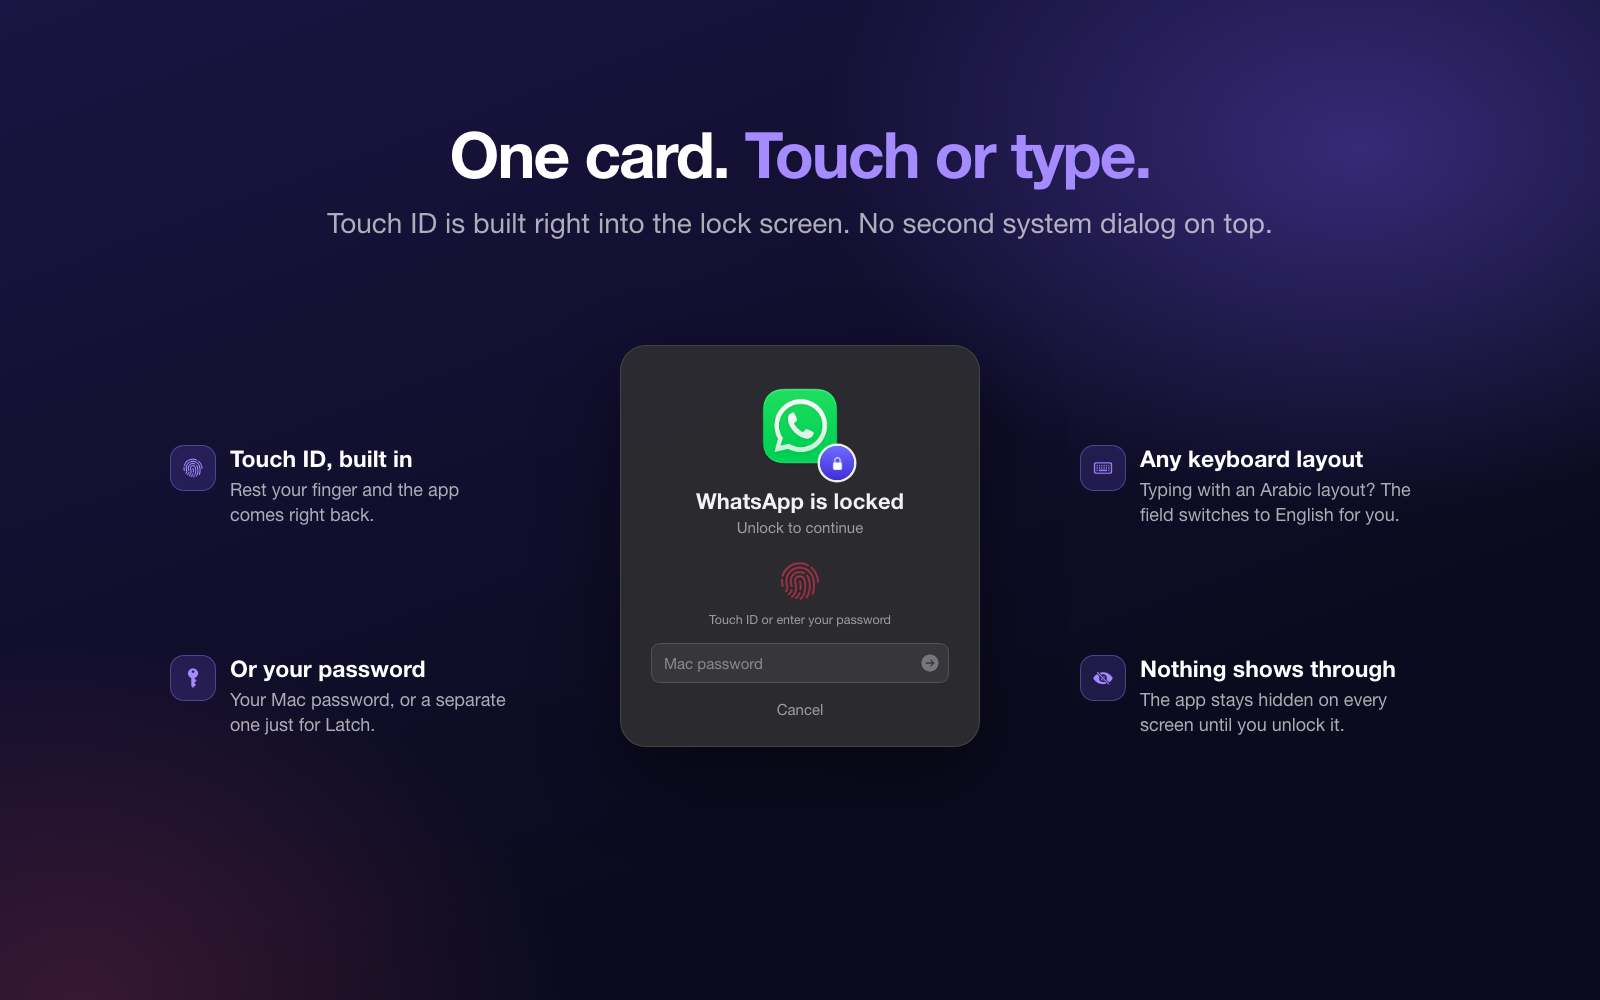 One card. Touch or type.
Touch ID is built right into the lock screen. No second system dialog on top.
Touch ID, built in
Rest your finger and the app
comes right back.
Or your password
Your Mac password, or a separate
one just for Latch.
WhatsApp is locked
Unlock to continue
Touch ID or enter your password
Mac password
Cancel
Any keyboard layout
Typing with an Arabic layout? The
field switches to English for you.
Nothing shows through
The app stays hidden on every
screen until you unlock it.